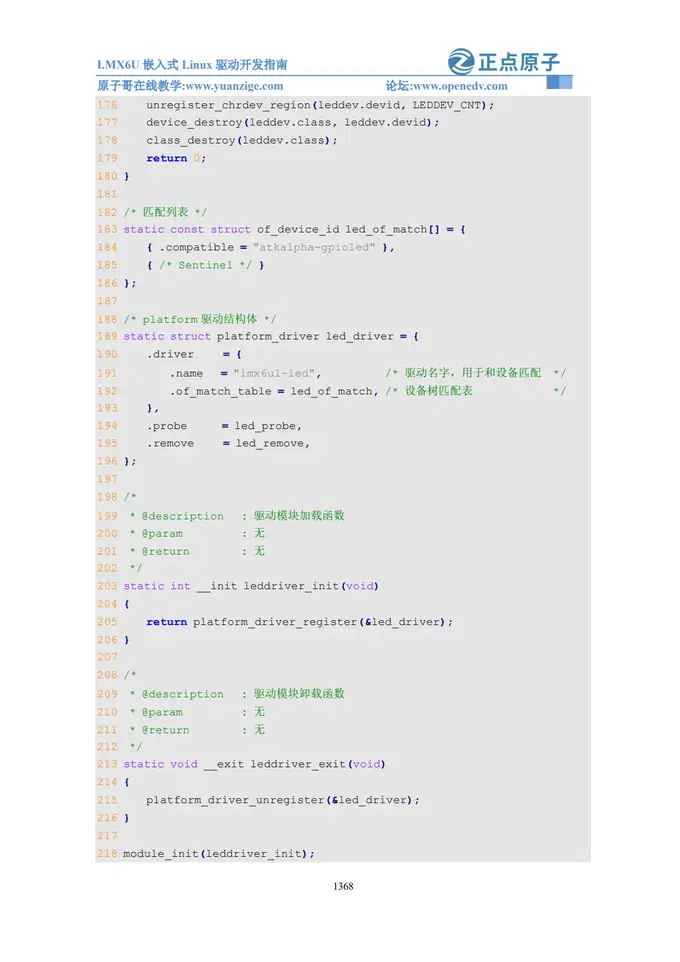 I.MX6U 嵌入式 Linux 驱动开发指南
正点原子
原子哥在线教学:www.yuanzige.com 论坛:www.openedv.com
176 unregister_chrdev_region(leddev.devid, LEDDEV_CNT);
177 device_destroy(leddev.class, leddev.devid);
178 class_destroy(leddev.class);
179 return 0;
180 }
181
182 /* 匹配列表 */
183 static const struct of_device_id led_of_match[] = {
184 { .compatible = "atkalpha-gpioled" },
185 { /* Sentinel */ }
186 };
187
188 /* platform 驱动结构体 */
189 static struct platform_driver led_driver = {
190 .driver = {
191 .name = "imx6ul-led", /* 驱动名字，用于和设备匹配 */
192 .of_match_table = led_of_match, /* 设备树匹配表 */
193 },
194 .probe = led_probe,
195 .remove = led_remove,
196 };
197
198 /*
199 * @description : 驱动模块加载函数
200 * @param : 无
201 * @return : 无
202 */
203 static int __init leddriver_init(void)
204 {
205 return platform_driver_register(&led_driver);
206 }
207
208 /*
209 * @description : 驱动模块卸载函数
210 * @param : 无
211 * @return : 无
212 */
213 static void __exit leddriver_exit(void)
214 {
215 platform_driver_unregister(&led_driver);
216 }
217
218 module_init(leddriver_init);
1368